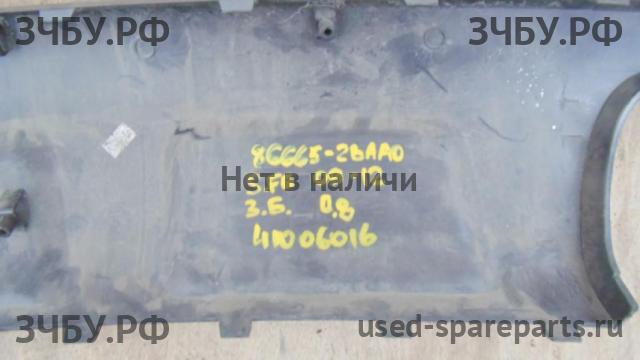 ЗЧБУ.РФ ЗЧБУ.РФ
86665-2BAA0
Нет в наличии
З.Б. 0.8
41006016
ЗЧБУ.РФ used-spareparts.ru